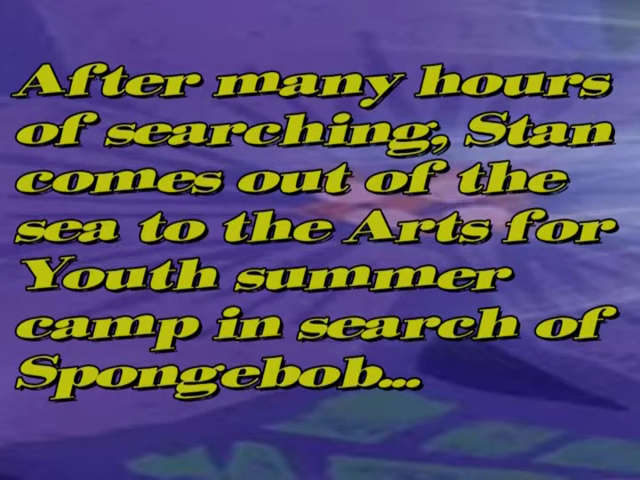 After many hours
of searching, Stan
comes out of the
sea to the Arts for
Youth summer
camp in search of
Spongebob...